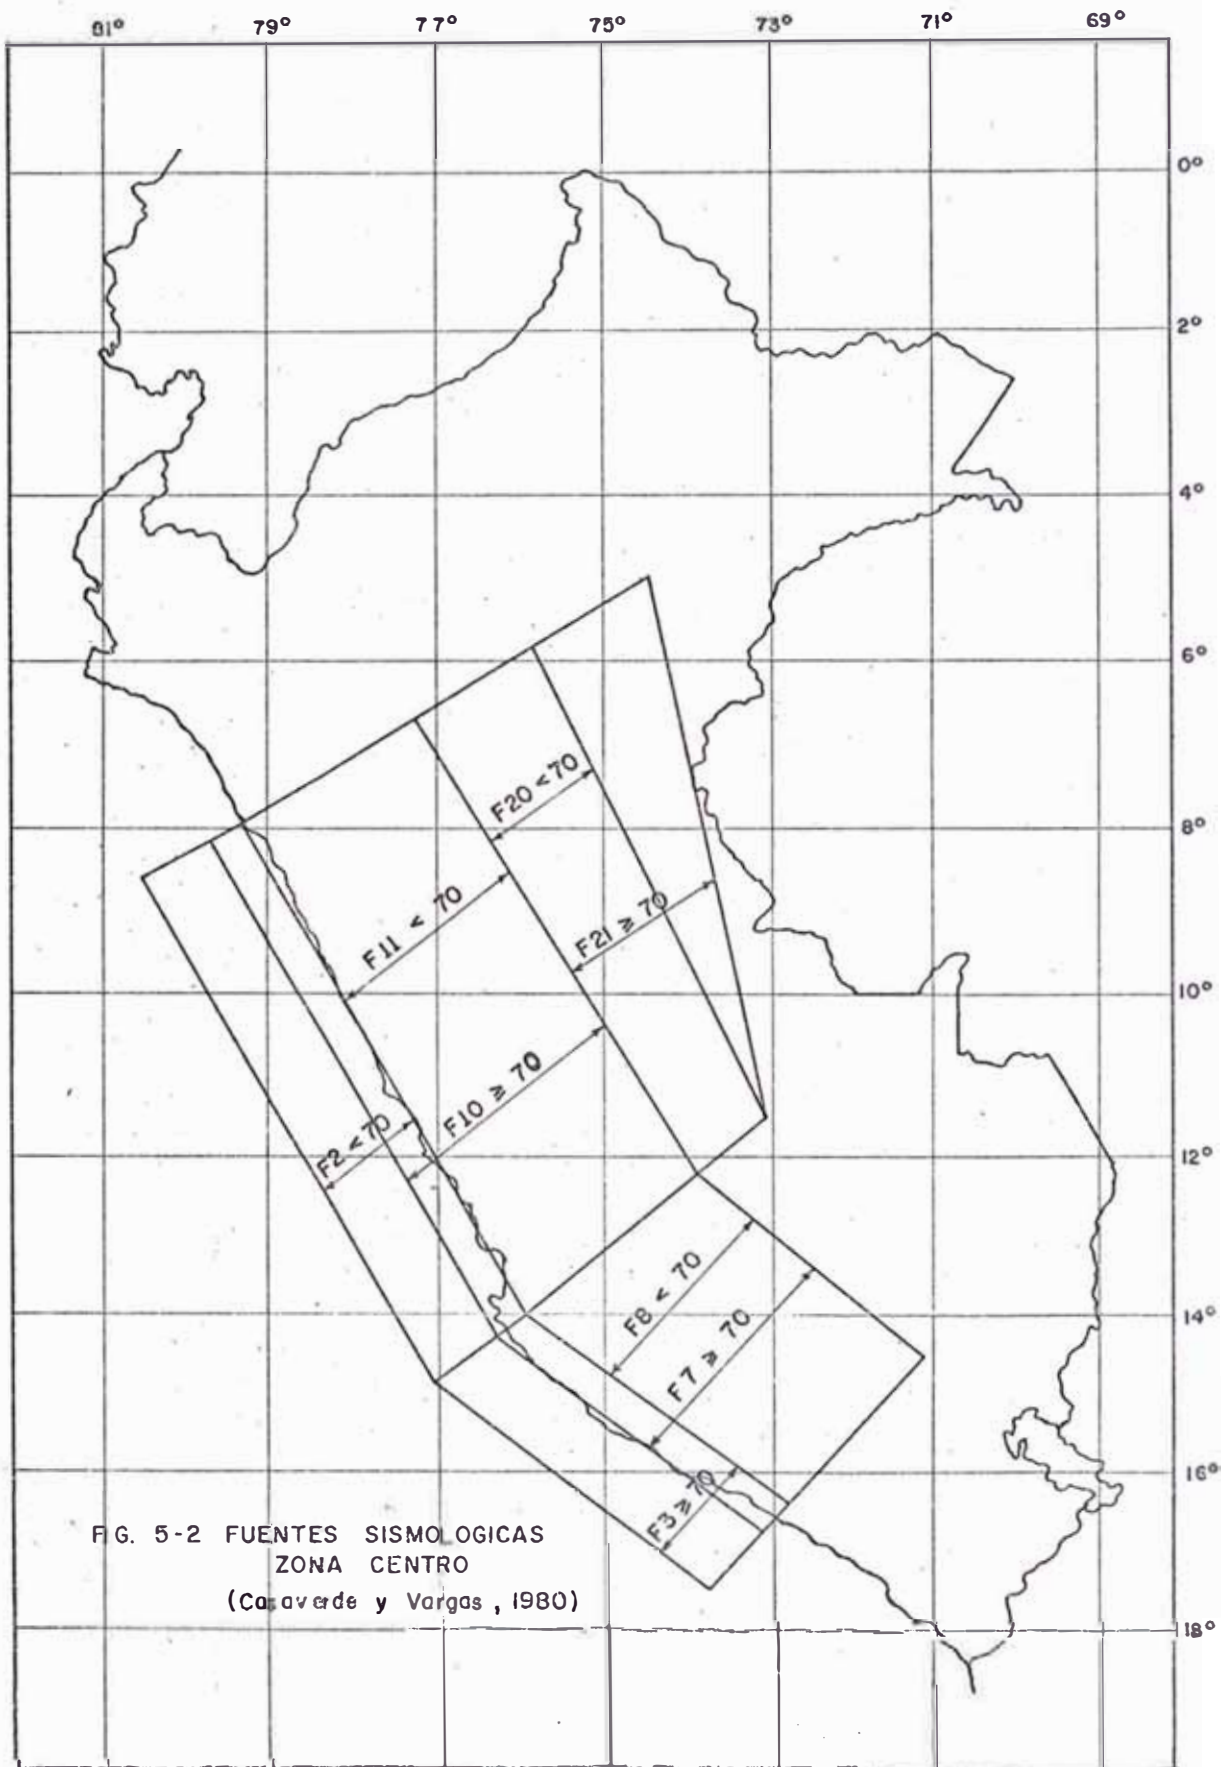 81° 79° 77° 75° 73° 71° 69°
0°
2°
4°
6°
F20 < 70
8°
F11 < 70
F21 ≥ 70
10°
F10 ≥ 70
F2 < 70
12°
F8 < 70
14°
F7 ≥ 70
16°
F3 ≥ 70
FIG. 5-2 FUENTES SISMOLOGICAS
ZONA CENTRO
(Casaverde y Vargas, 1980)
18°